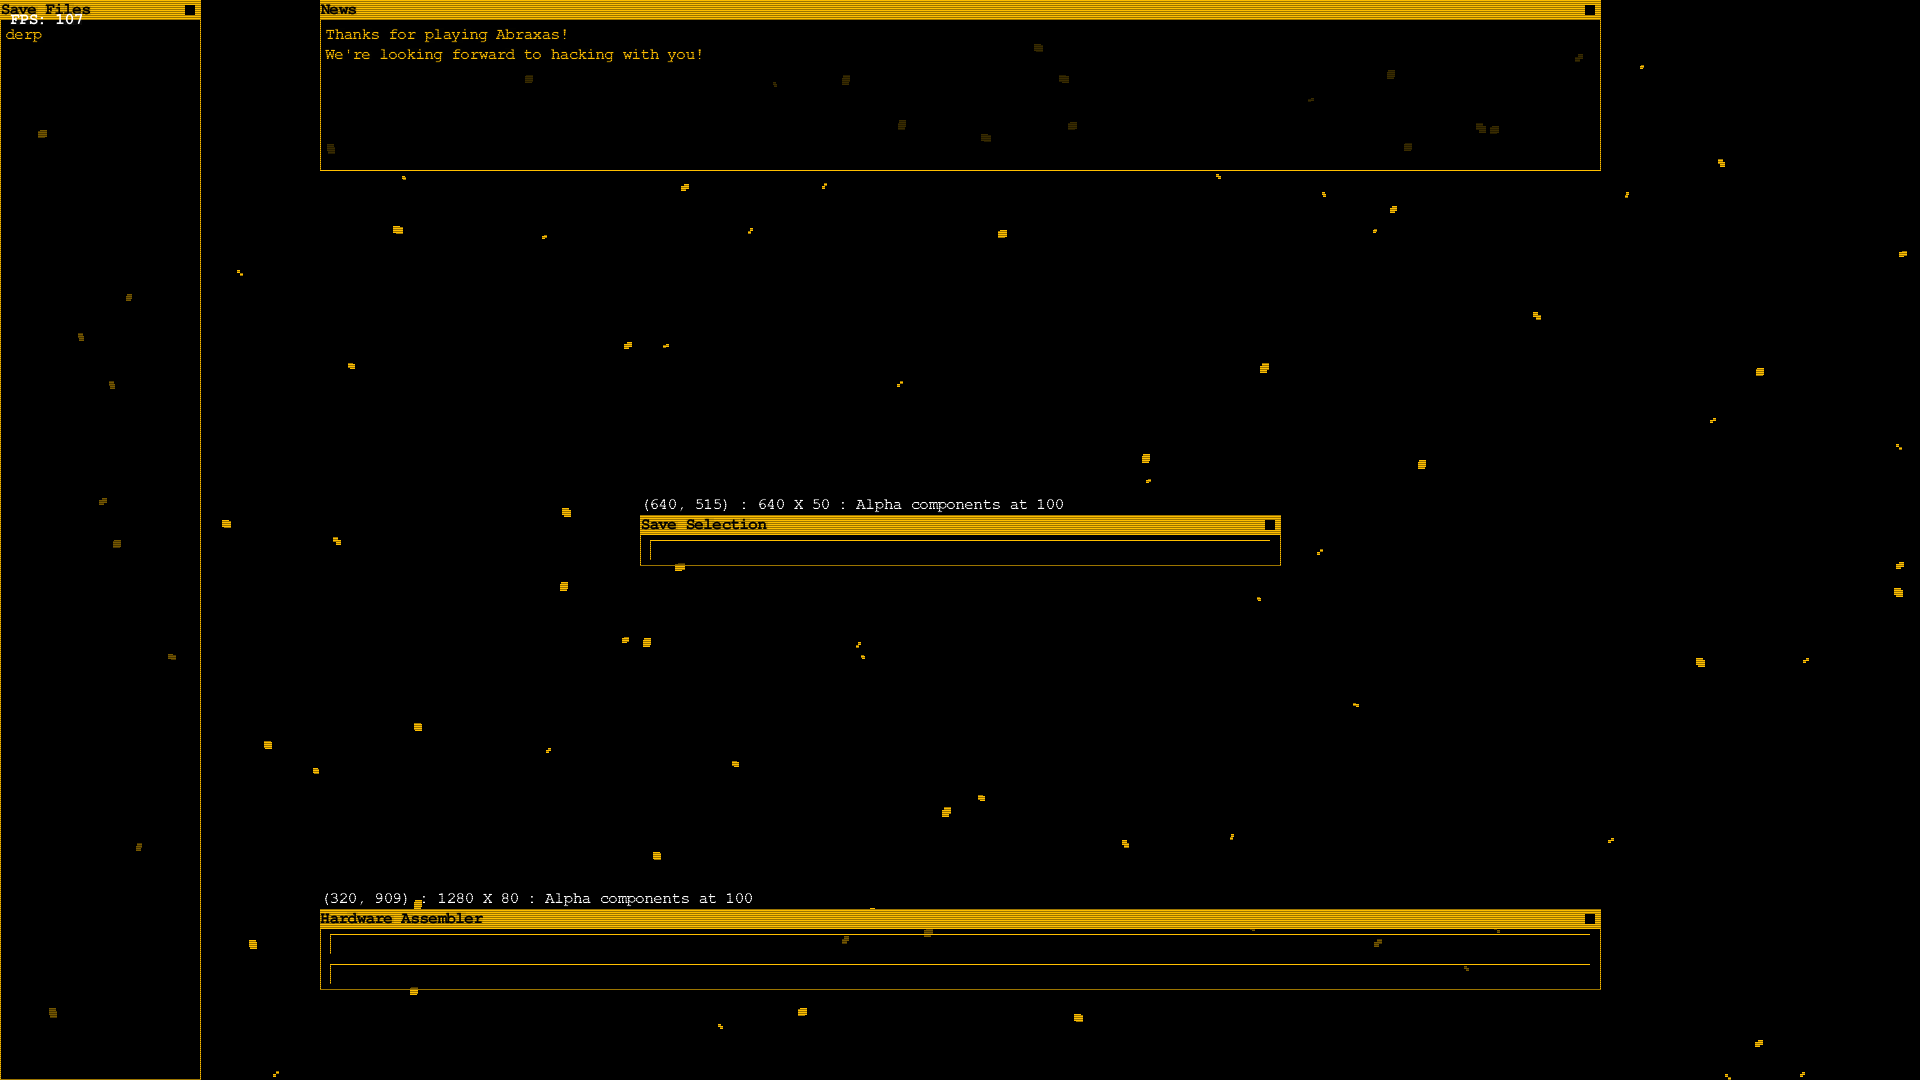 Save Files
FPS: 107
derp
News
Thanks for playing Abraxas!
We're looking forward to hacking with you!
(640, 515) : 640 X 50 : Alpha components at 100
Save Selection
(320, 909) : 1280 X 80 : Alpha components at 100
Hardware Assembler